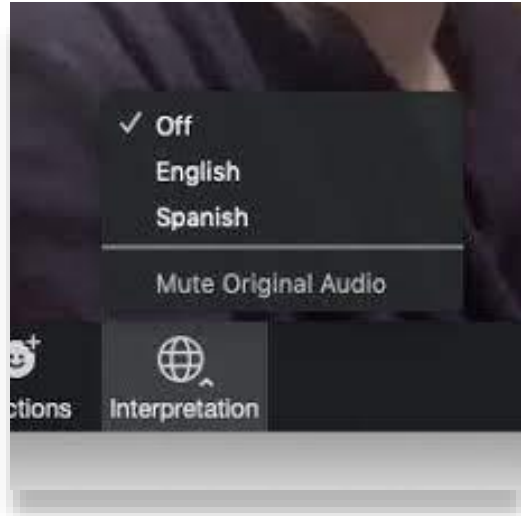 Off
English
Spanish
Mute Original Audio
ctions Interpretation